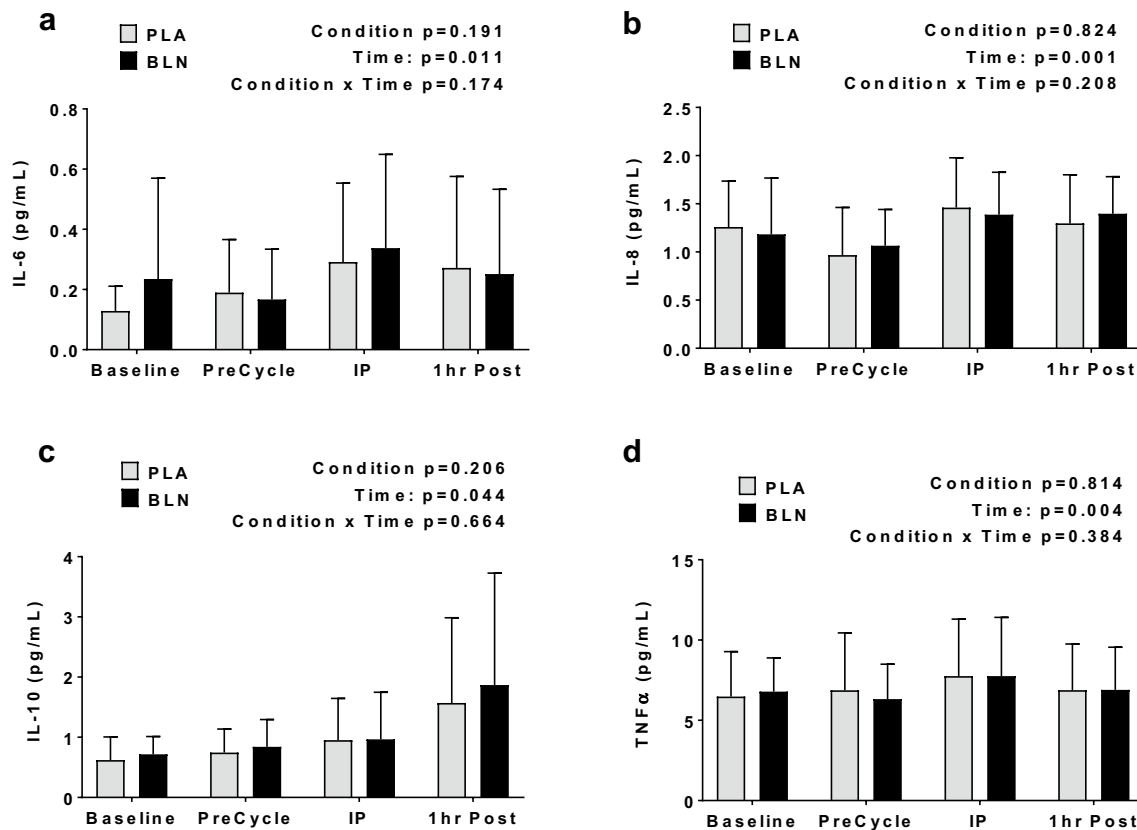 a
PLA
BLN
Condition p=0.191
Time: p=0.011
Condition x Time p=0.174
IL-6 (pg/mL)
0.8
0.6
0.4
0.2
0.0
Baseline PreCycle IP 1hr Post
b
PLA
BLN
Condition p=0.824
Time: p=0.001
Condition x Time p=0.208
IL-8 (pg/mL)
2.5
2.0
1.5
1.0
0.5
0.0
Baseline PreCycle IP 1hr Post
c
PLA
BLN
Condition p=0.206
Time: p=0.044
Condition x Time p=0.664
IL-10 (pg/mL)
4
3
2
1
0
Baseline PreCycle IP 1hr Post
d
PLA
BLN
Condition p=0.814
Time: p=0.004
Condition x Time p=0.384
TNFα (pg/mL)
15
10
5
0
Baseline PreCycle IP 1hr Post